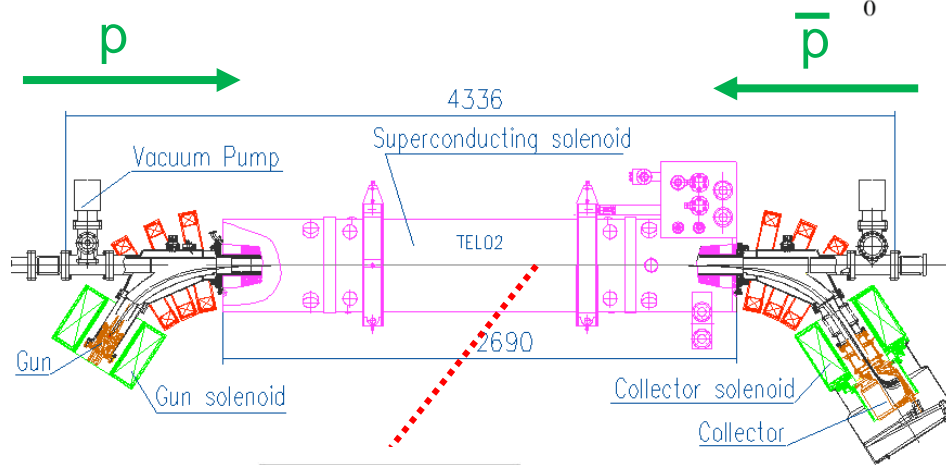 0
p
p̅
4336
Superconducting solenoid
Vacuum Pump
TEL02
2690
Gun
Gun solenoid
Collector solenoid
Collector